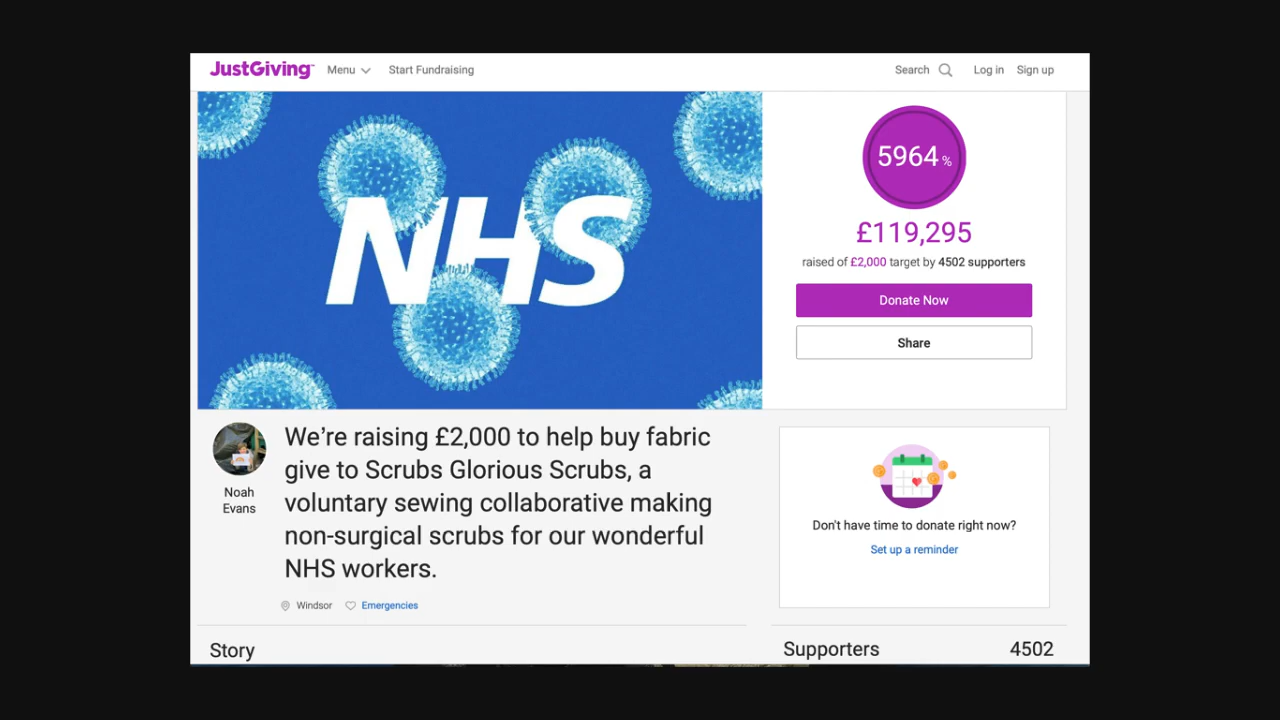 JustGiving™ Menu Start Fundraising Search Log in Sign up
NHS
5964 %
£119,295
raised of £2,000 target by 4502 supporters
Donate Now
Share
Noah
Evans
We’re raising £2,000 to help buy fabric
give to Scrubs Glorious Scrubs, a
voluntary sewing collaborative making
non-surgical scrubs for our wonderful
NHS workers.
Windsor Emergencies
Don't have time to donate right now?
Set up a reminder
Story
Supporters 4502